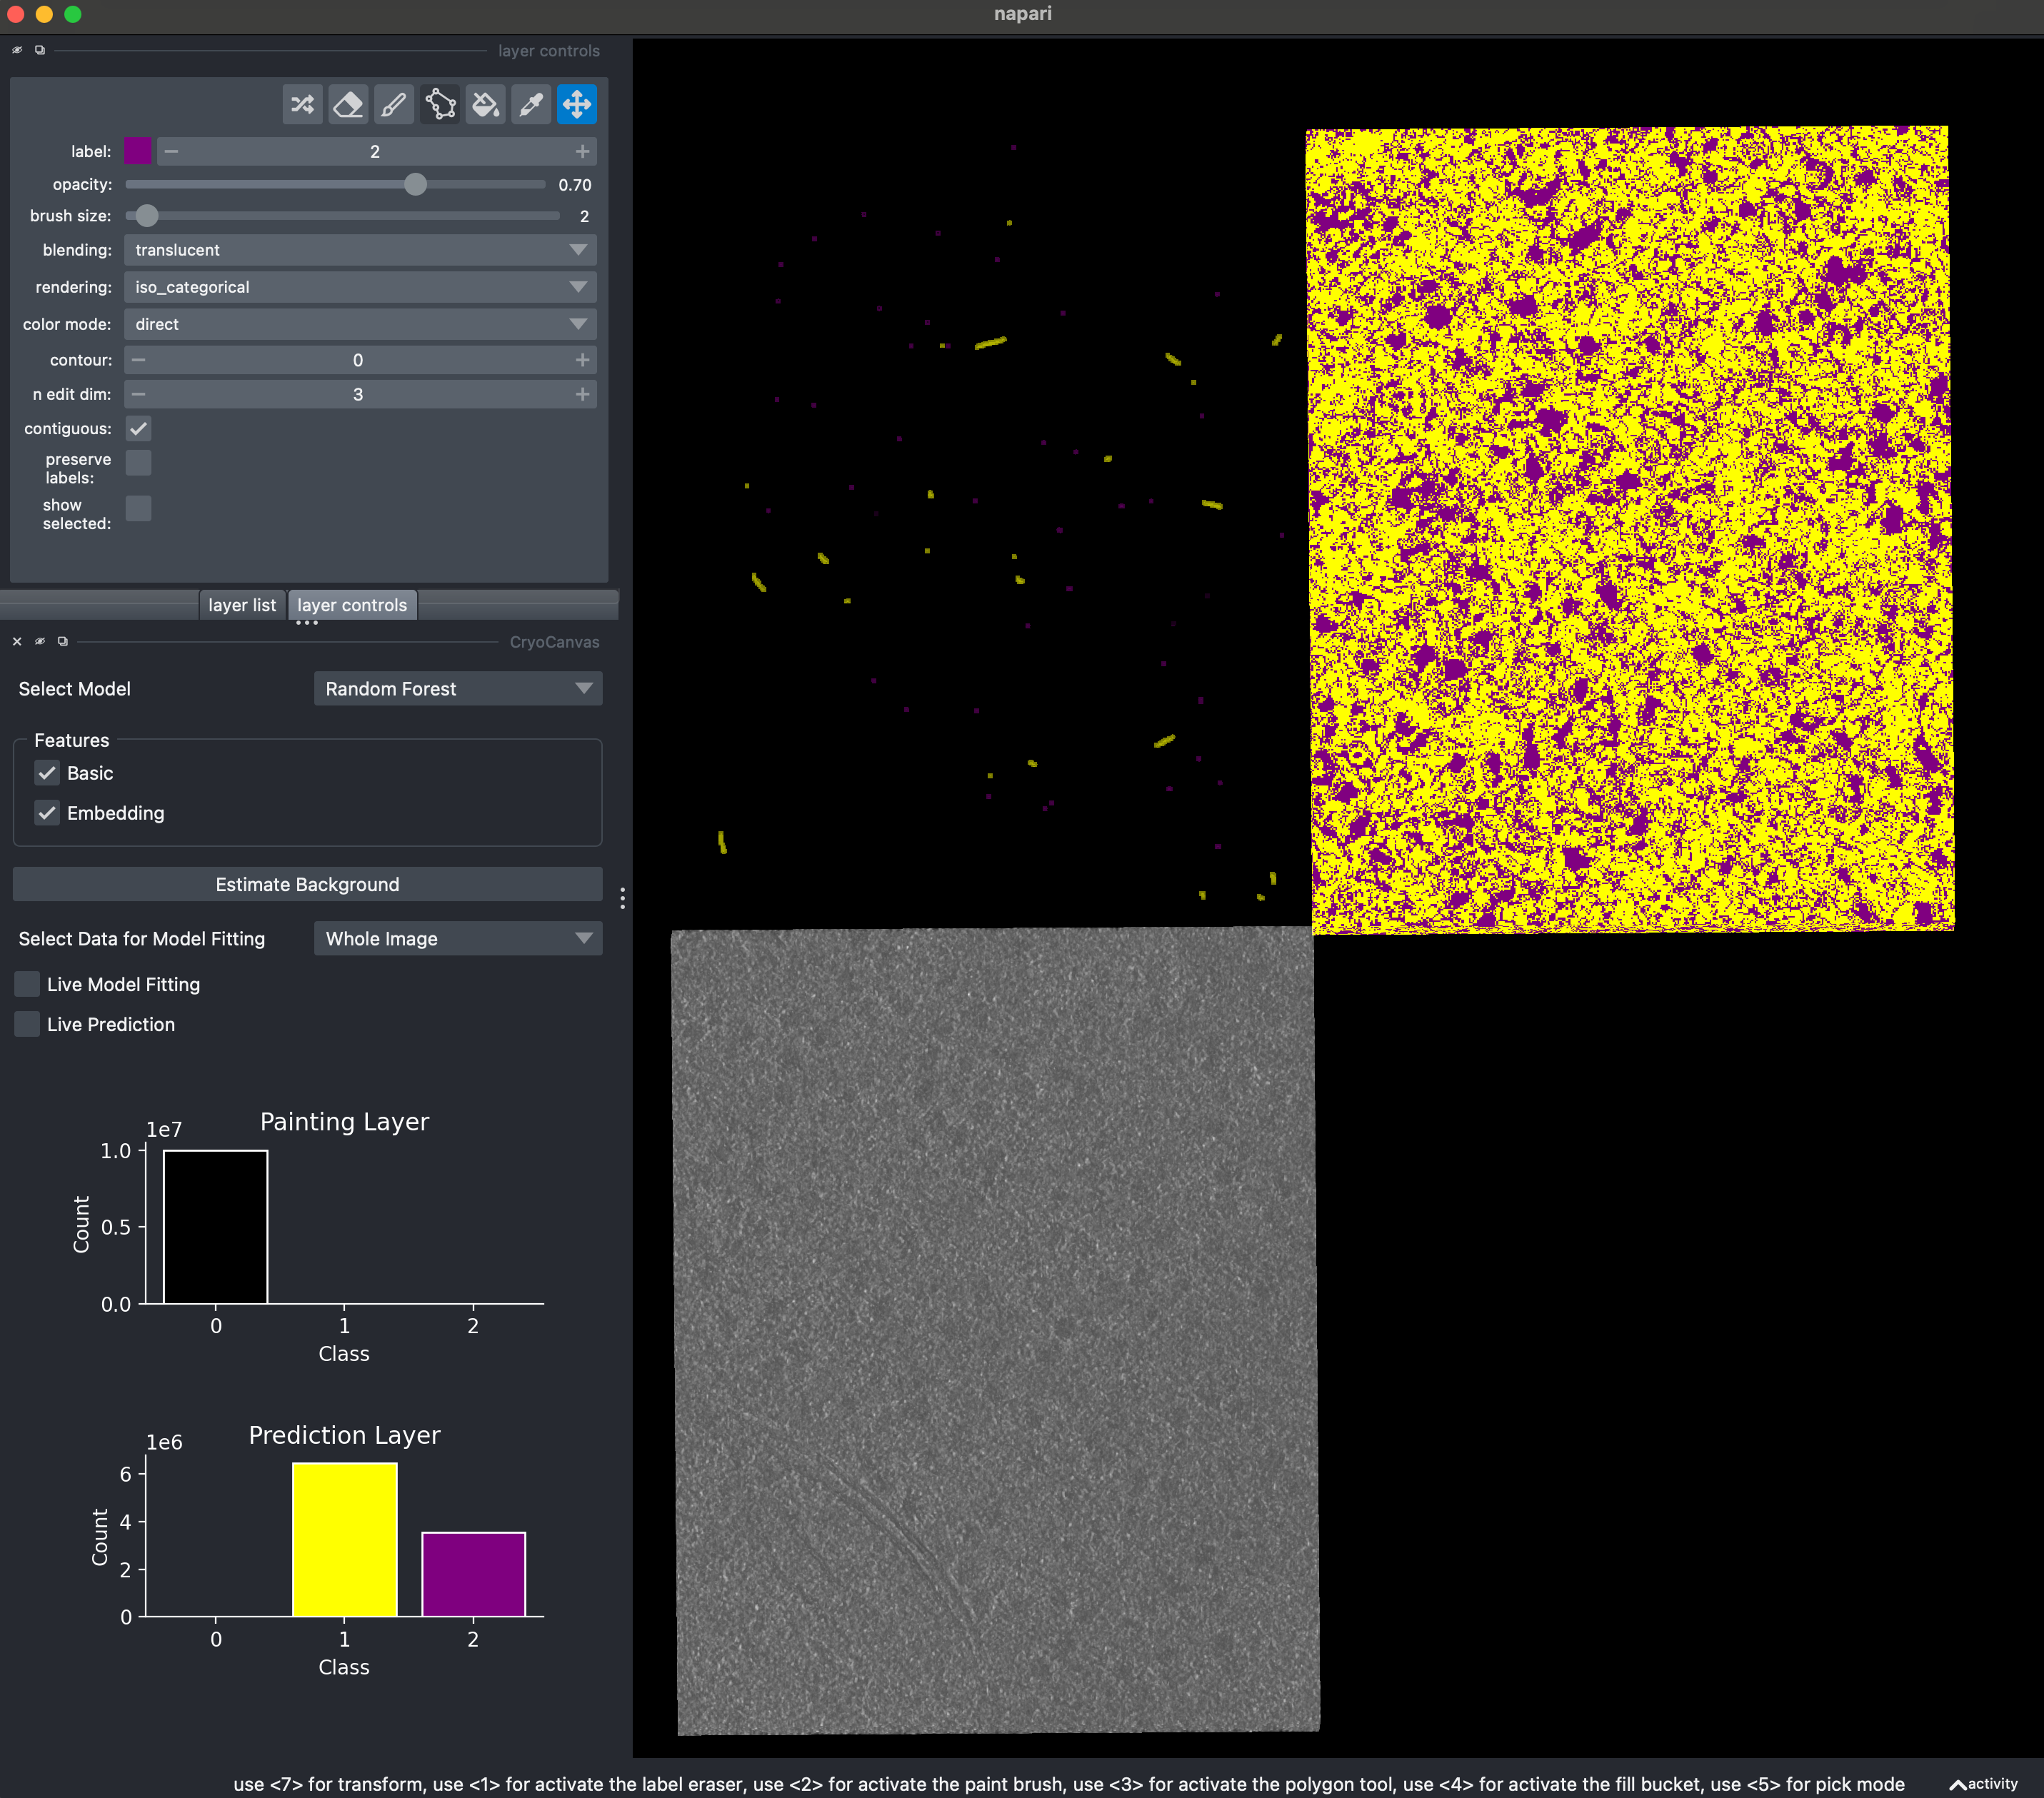 napari
layer controls
label:
2
opacity:
0.70
brush size:
2
blending:
translucent
rendering:
iso_categorical
color mode:
direct
contour:
0
n edit dim:
3
contiguous:
preserve
labels:
show
selected:
layer list
layer controls
CryoCanvas
Select Model
Random Forest
Features
Basic
Embedding
Estimate Background
Select Data for Model Fitting
Whole Image
Live Model Fitting
Live Prediction
Painting Layer
1e7
1.0
0.5
0.0
Count
0 1 2
Class
Prediction Layer
1e6
6
4
2
0
Count
0 1 2
Class
use <7> for transform, use <1> for activate the label eraser, use <2> for activate the paint brush, use <3> for activate the polygon tool, use <4> for activate the fill bucket, use <5> for pick mode
activity